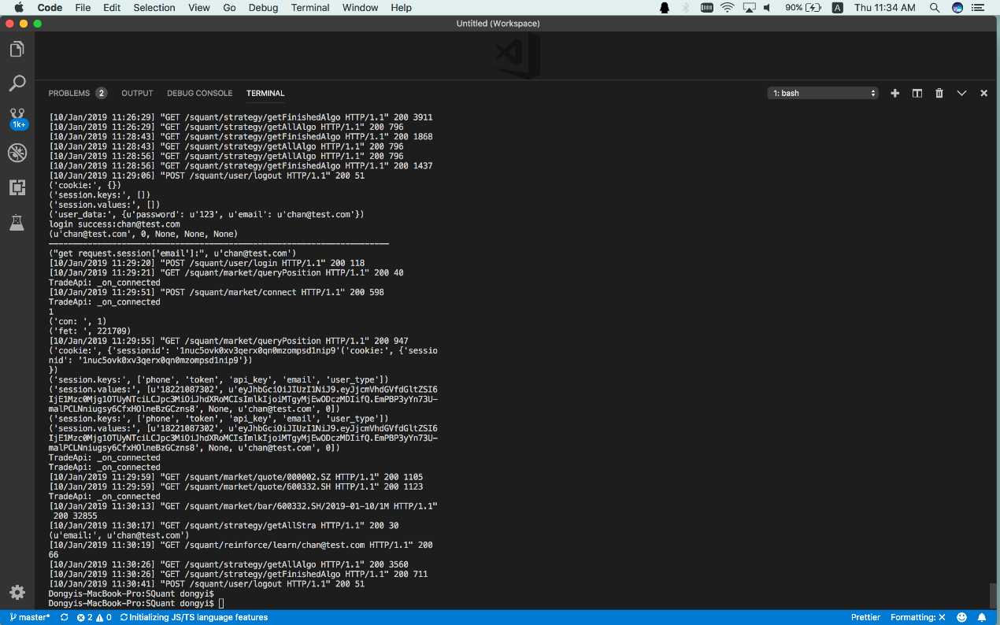 Code File Edit Selection View Go Debug Terminal Window Help 90% A Thu 11:34 AM
Untitled (Workspace)
PROBLEMS 2 OUTPUT DEBUG CONSOLE TERMINAL 1: bash
1k+
[10/Jan/2019 11:26:29] "GET /squant/strategy/getFinishedAlgo HTTP/1.1" 200 3911
[10/Jan/2019 11:26:29] "GET /squant/strategy/getAllAlgo HTTP/1.1" 200 796
[10/Jan/2019 11:28:43] "GET /squant/strategy/getFinishedAlgo HTTP/1.1" 200 1868
[10/Jan/2019 11:28:43] "GET /squant/strategy/getAllAlgo HTTP/1.1" 200 796
[10/Jan/2019 11:28:56] "GET /squant/strategy/getAllAlgo HTTP/1.1" 200 796
[10/Jan/2019 11:28:56] "GET /squant/strategy/getFinishedAlgo HTTP/1.1" 200 1437
[10/Jan/2019 11:29:06] "POST /squant/user/logout HTTP/1.1" 200 51
('cookie:', {})
('session.keys:', [])
('session.values:', [])
('user_data:', {u'password': u'123', u'email': u'chan@test.com'})
login success:chan@test.com
(u'chan@test.com', 0, None, None, None)
("get request.session['email']:", u'chan@test.com')
[10/Jan/2019 11:29:20] "POST /squant/user/login HTTP/1.1" 200 118
[10/Jan/2019 11:29:21] "GET /squant/market/queryPosition HTTP/1.1" 200 40
TradeApi: _on_connected
[10/Jan/2019 11:29:51] "POST /squant/market/connect HTTP/1.1" 200 598
TradeApi: _on_connected
1
('con: ', 1)
('fet: ', 221709)
[10/Jan/2019 11:29:55] "GET /squant/market/queryPosition HTTP/1.1" 200 947
('cookie:', {'sessionid': '1nuc5ovk0xv3qerx0qn0mzompsd1nip9'('cookie:', {'sessio
nid': '1nuc5ovk0xv3qerx0qn0mzompsd1nip9'})
})
('session.keys:', ['phone', 'token', 'api_key', 'email', 'user_type'])
('session.values:', [u'18221087302', u'eyJhbGciOiJIUzI1NiJ9.eyJjcmVhdGVfdGltZSI6
IjE1Mzc0Mjg1OTUyNTciLCJpc3MiOiJhdXRoMCIsImlkIjoiMTgyMjEwODczMDIifQ.EmPBP3yYn73U-
malPCLNniugsy6CfxHOlneBzGCzns8', None, u'chan@test.com', 0])
('session.keys:', ['phone', 'token', 'api_key', 'email', 'user_type'])
('session.values:', [u'18221087302', u'eyJhbGciOiJIUzI1NiJ9.eyJjcmVhdGVfdGltZSI6
IjE1Mzc0Mjg1OTUyNTciLCJpc3MiOiJhdXRoMCIsImlkIjoiMTgyMjEwODczMDIifQ.EmPBP3yYn73U-
malPCLNniugsy6CfxHOlneBzGCzns8', None, u'chan@test.com', 0])
TradeApi: _on_connected
TradeApi: _on_connected
[10/Jan/2019 11:29:59] "GET /squant/market/quote/000002.SZ HTTP/1.1" 200 1105
[10/Jan/2019 11:29:59] "GET /squant/market/quote/600332.SH HTTP/1.1" 200 1123
TradeApi: _on_connected
[10/Jan/2019 11:30:13] "GET /squant/market/bar/600332.SH/2019-01-10/1M HTTP/1.1"
200 32855
[10/Jan/2019 11:30:17] "GET /squant/strategy/getAllStra HTTP/1.1" 200 30
(u'email:', u'chan@test.com')
[10/Jan/2019 11:30:19] "GET /squant/reinforce/learn/chan@test.com HTTP/1.1" 200
66
[10/Jan/2019 11:30:26] "GET /squant/strategy/getAllAlgo HTTP/1.1" 200 3560
[10/Jan/2019 11:30:26] "GET /squant/strategy/getFinishedAlgo HTTP/1.1" 200 711
[10/Jan/2019 11:30:41] "POST /squant/user/logout HTTP/1.1" 200 51
Dongyis-MacBook-Pro:SQuant dongyi$
Dongyis-MacBook-Pro:SQuant dongyi$
master* 2 0 Initializing JS/TS language features Prettier Formatting: ✕